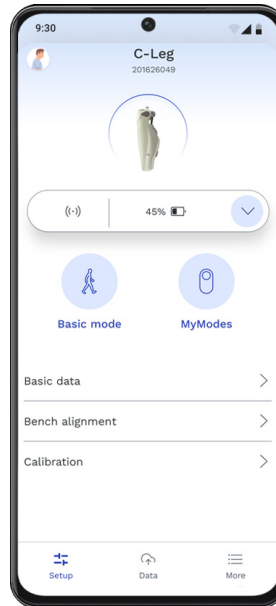 9:30
C-Leg
201626049
45%
Basic mode MyModes
Basic data
Bench alignment
Calibration
Setup Data More